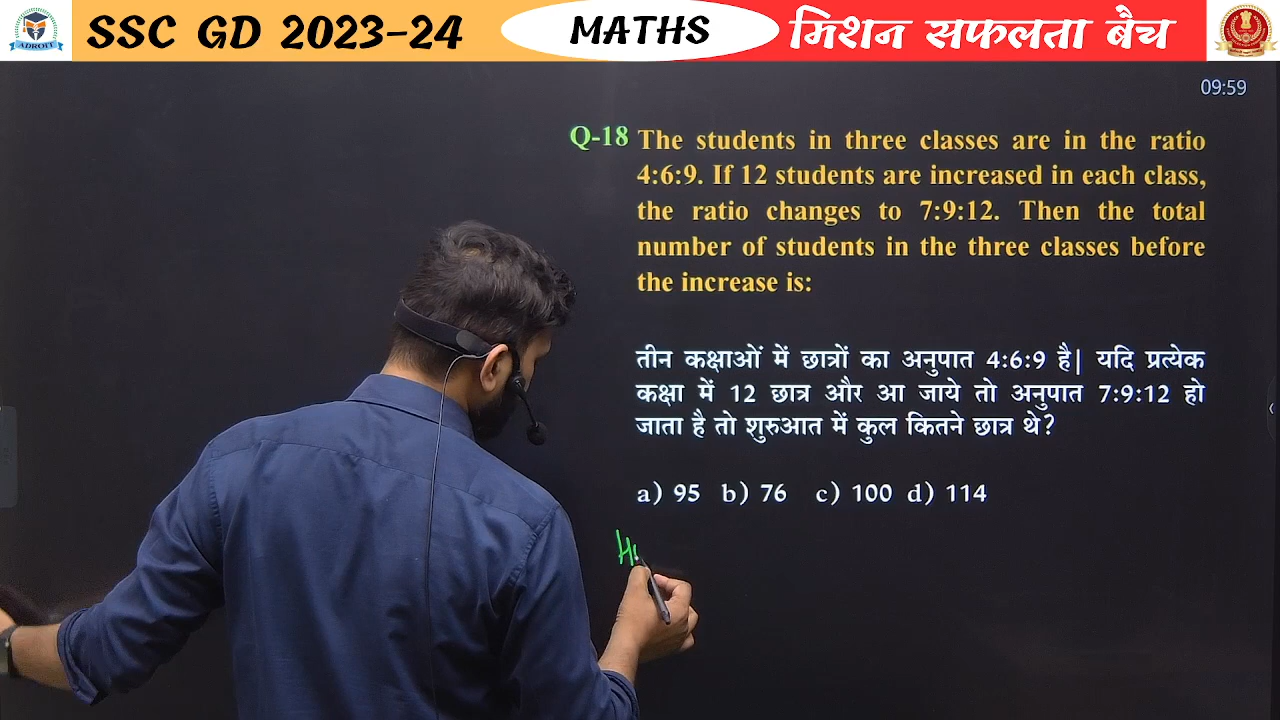 SSC GD 2023-24 MATHS मिशन सफलता बैच
ADROIT
09:59
Q-18 The students in three classes are in the ratio
4:6:9. If 12 students are increased in each class,
the ratio changes to 7:9:12. Then the total
number of students in the three classes before
the increase is:
तीन कक्षाओं में छात्रों का अनुपात 4:6:9 है| यदि प्रत्येक
कक्षा में 12 छात्र और आ जाये तो अनुपात 7:9:12 हो
जाता है तो शुरुआत में कुल कितने छात्र थे?
a) 95 b) 76 c) 100 d) 114